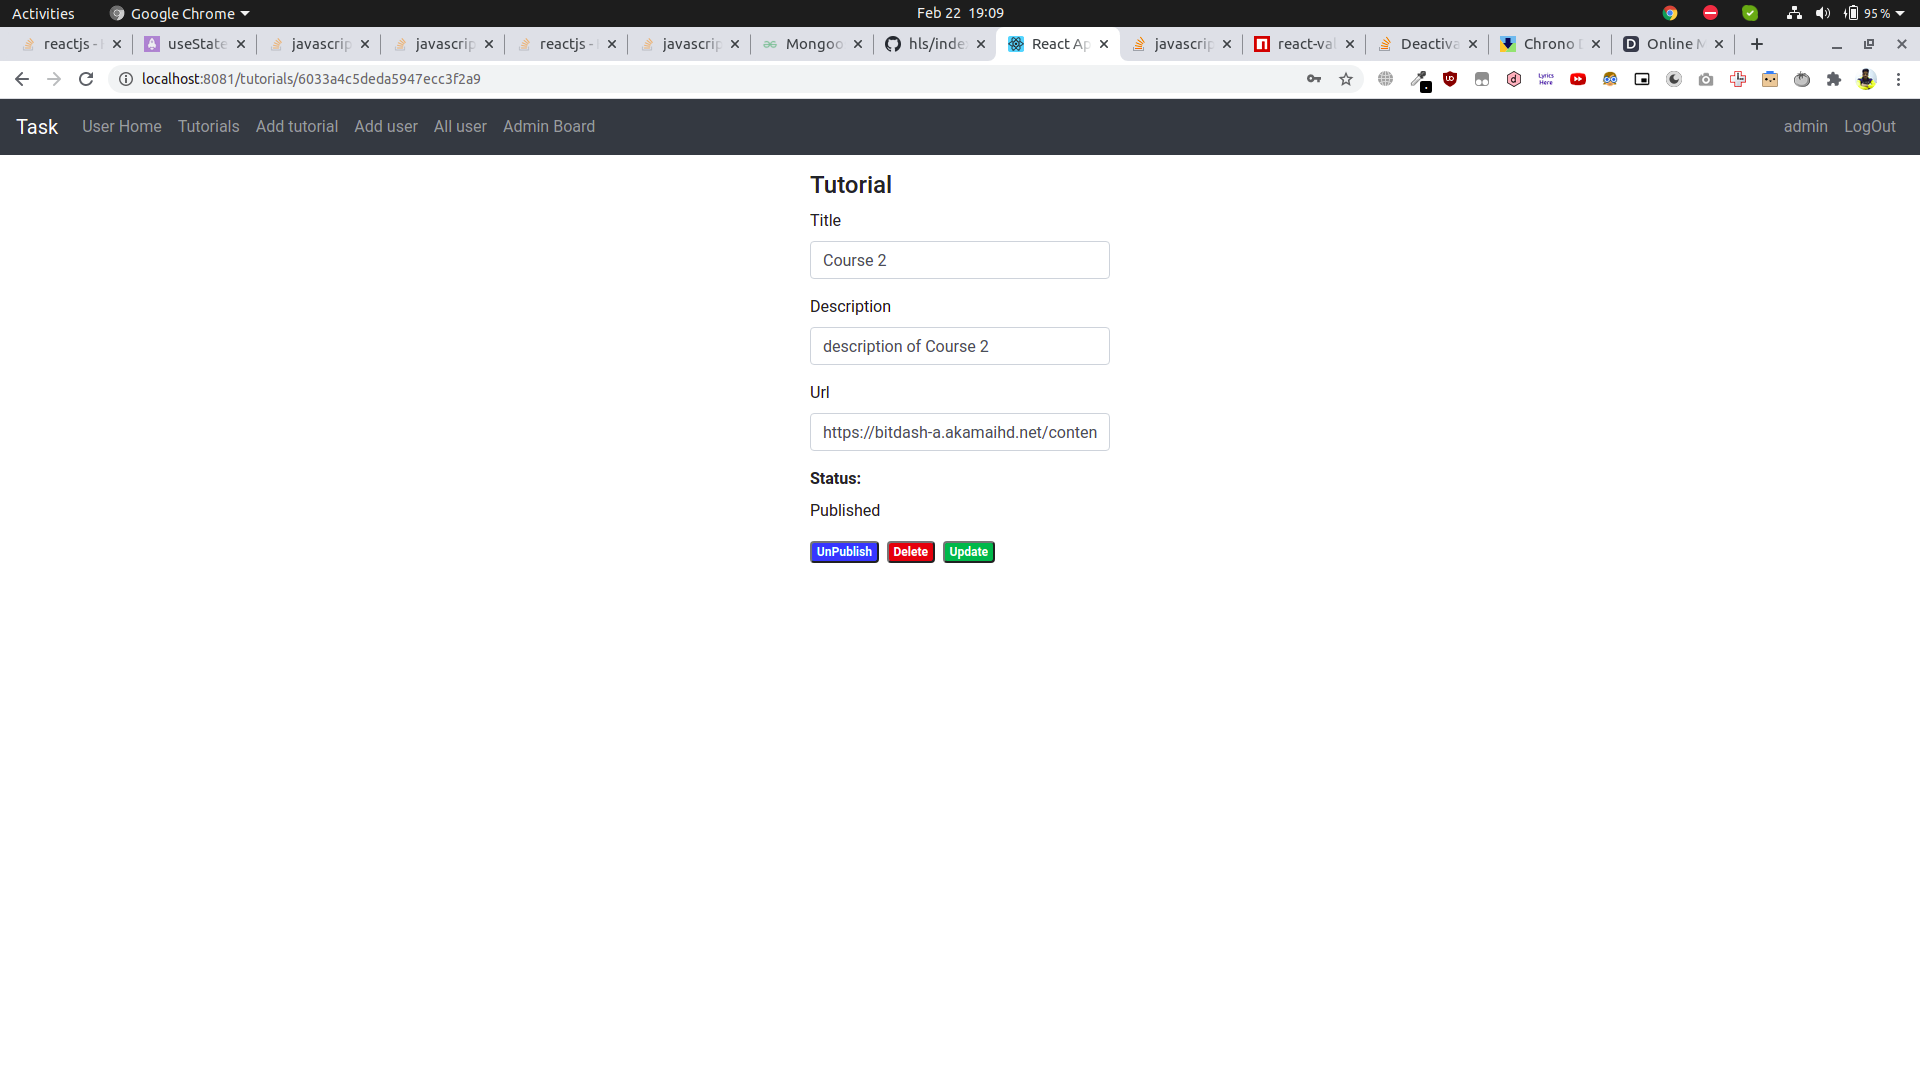 Activities Google Chrome Feb 22 19:09 95 %
reactjs - useState javascrip javascrip reactjs - javascrip Mongoo hls/inde React Ap javascrip react-val Deactiva Chrono Online M
localhost:8081/tutorials/6033a4c5deda5947ecc3f2a9
Task User Home Tutorials Add tutorial Add user All user Admin Board admin LogOut
Tutorial
Title
Course 2
Description
description of Course 2
Url
https://bitdash-a.akamaihd.net/conten
Status:
Published
UnPublish Delete Update